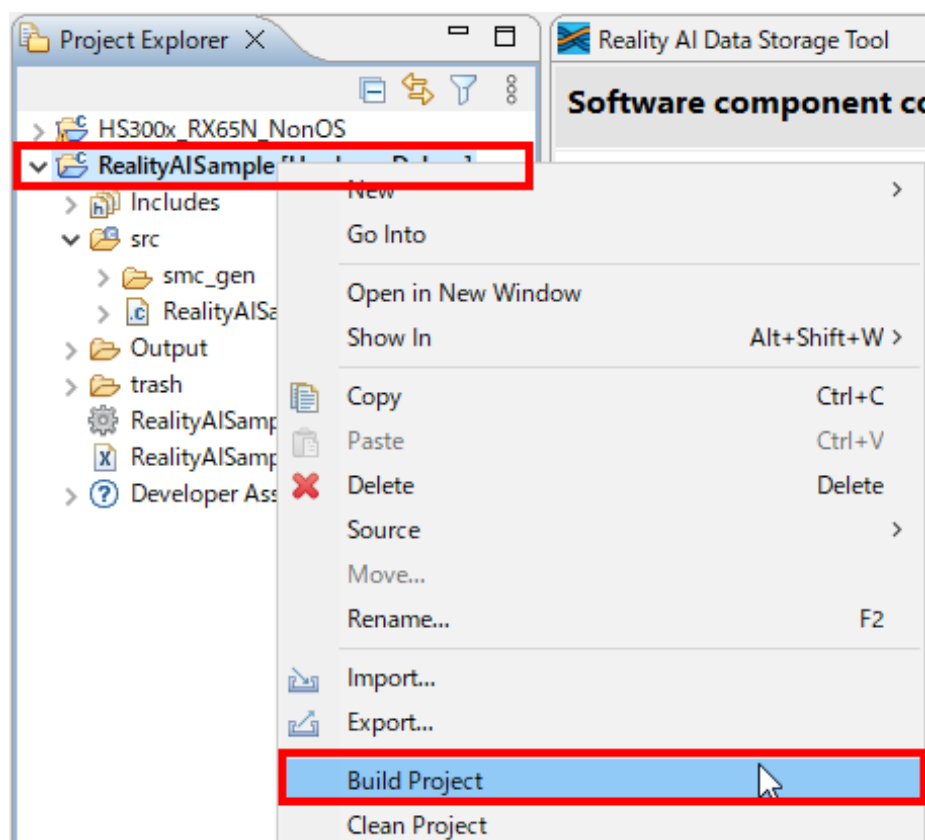 Project Explorer
Reality AI Data Storage Tool
Software component co
HS300x_RX65N_NonOS
RealityAISample
New
Includes
Go Into
src
smc_gen
Open in New Window
RealityAISa
Show In Alt+Shift+W >
Output
trash
Copy Ctrl+C
RealityAISamp
Paste Ctrl+V
RealityAISamp
Delete Delete
Developer Ass
Source
Move...
Rename... F2
Import...
Export...
Build Project
Clean Project